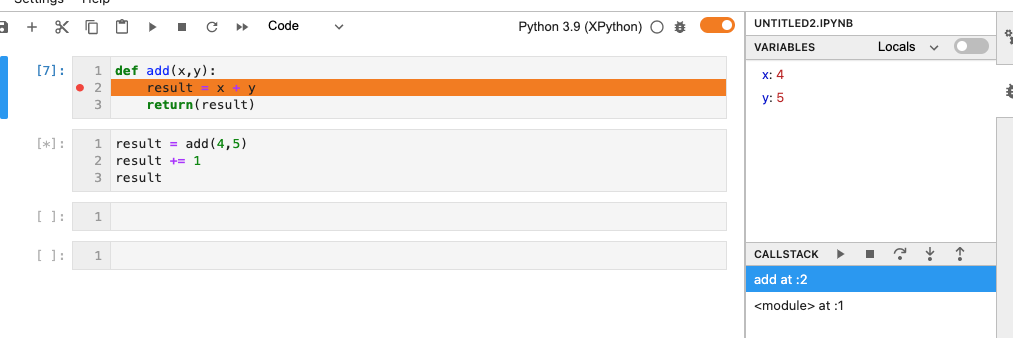 Settings Help
Code Python 3.9 (XPython)
[7]: 1 def add(x,y):
2 result = x + y
3 return(result)
[*]: 1 result = add(4,5)
2 result += 1
3 result
[ ]: 1
[ ]: 1
UNTITLED2.IPYNB
VARIABLES Locals
x: 4
y: 5
CALLSTACK
add at :2
<module> at :1